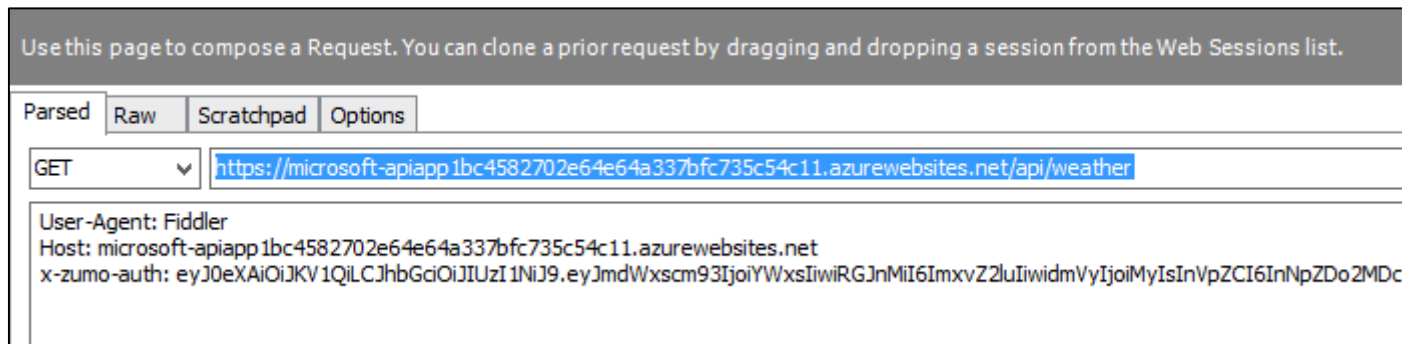 Use this page to compose a Request. You can clone a prior request by dragging and dropping a session from the Web Sessions list.
Parsed Raw Scratchpad Options
GET https://microsoft-apiapp1bc4582702e64e64a337bfc735c54c11.azurewebsites.net/api/weather
User-Agent: Fiddler
Host: microsoft-apiapp1bc4582702e64e64a337bfc735c54c11.azurewebsites.net
x-zumo-auth: eyJ0eXAiOiJKV1QiLCJhbGciOiJIUzI1NiJ9.eyJmdWxscm93IjoiYWxsIiwiRGJnMiI6ImxvZ2luIiwidmVyIjoiMyIsInVpZCI6InNpZDo2MDc